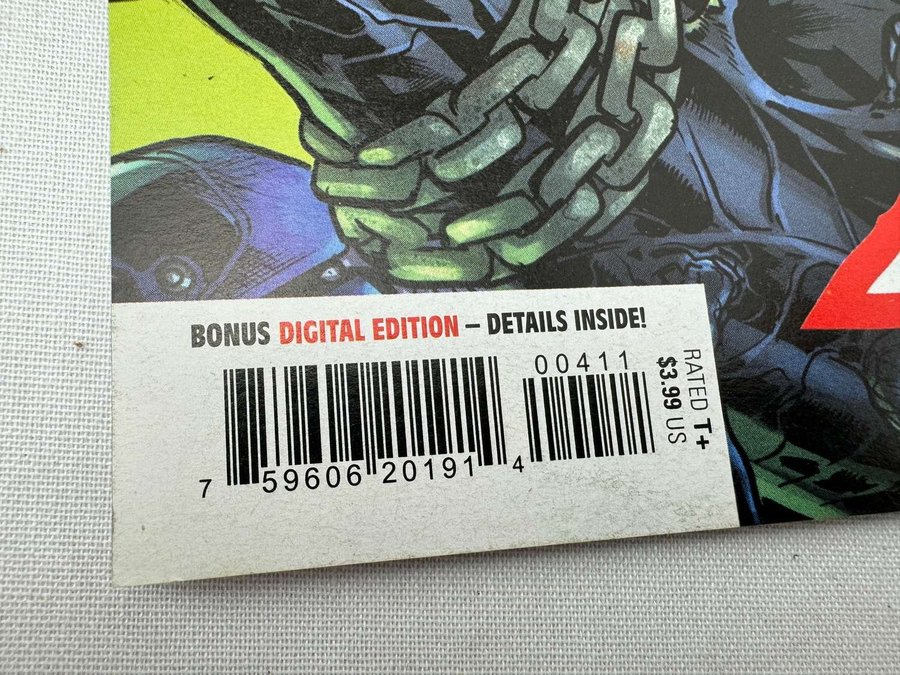 BONUS DIGITAL EDITION – DETAILS INSIDE!
00411
7 59606 20191 4
RATED T+
$3.99 US